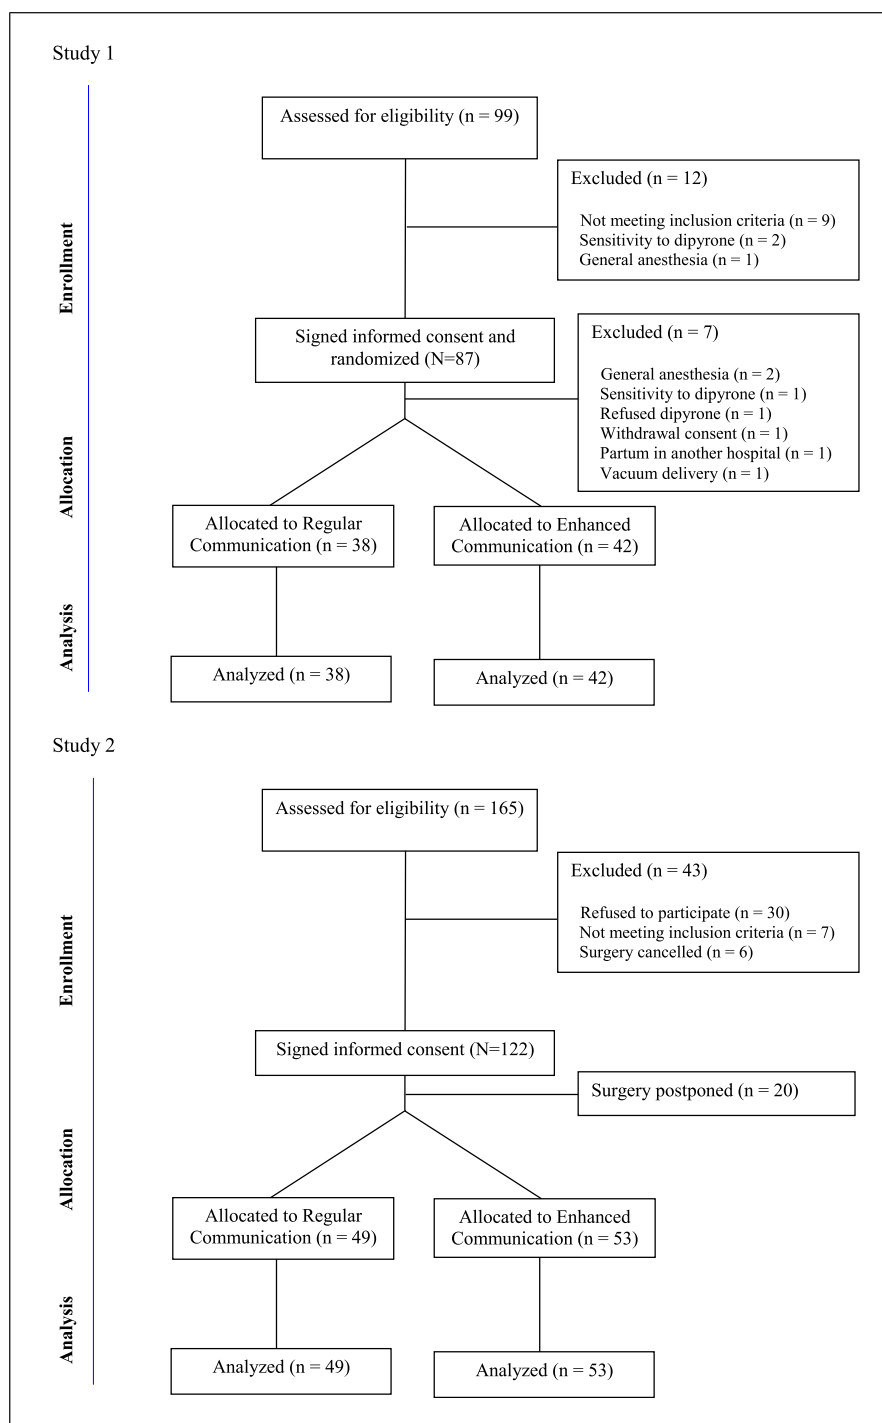 Study 1
Assessed for eligibility (n = 99)
Excluded (n = 12)
Not meeting inclusion criteria (n = 9)
Sensitivity to dipyrone (n = 2)
General anesthesia (n = 1)
Enrollment
Signed informed consent and
randomized (N=87)
Excluded (n = 7)
General anesthesia (n = 2)
Sensitivity to dipyrone (n = 1)
Refused dipyrone (n = 1)
Withdrawal consent (n = 1)
Partum in another hospital (n = 1)
Vacuum delivery (n = 1)
Allocation
Allocated to Regular
Communication (n = 38)
Allocated to Enhanced
Communication (n = 42)
Analysis
Analyzed (n = 38)
Analyzed (n = 42)
Study 2
Assessed for eligibility (n = 165)
Excluded (n = 43)
Refused to participate (n = 30)
Not meeting inclusion criteria (n = 7)
Surgery cancelled (n = 6)
Enrollment
Signed informed consent (N=122)
Surgery postponed (n = 20)
Allocation
Allocated to Regular
Communication (n = 49)
Allocated to Enhanced
Communication (n = 53)
Analysis
Analyzed (n = 49)
Analyzed (n = 53)